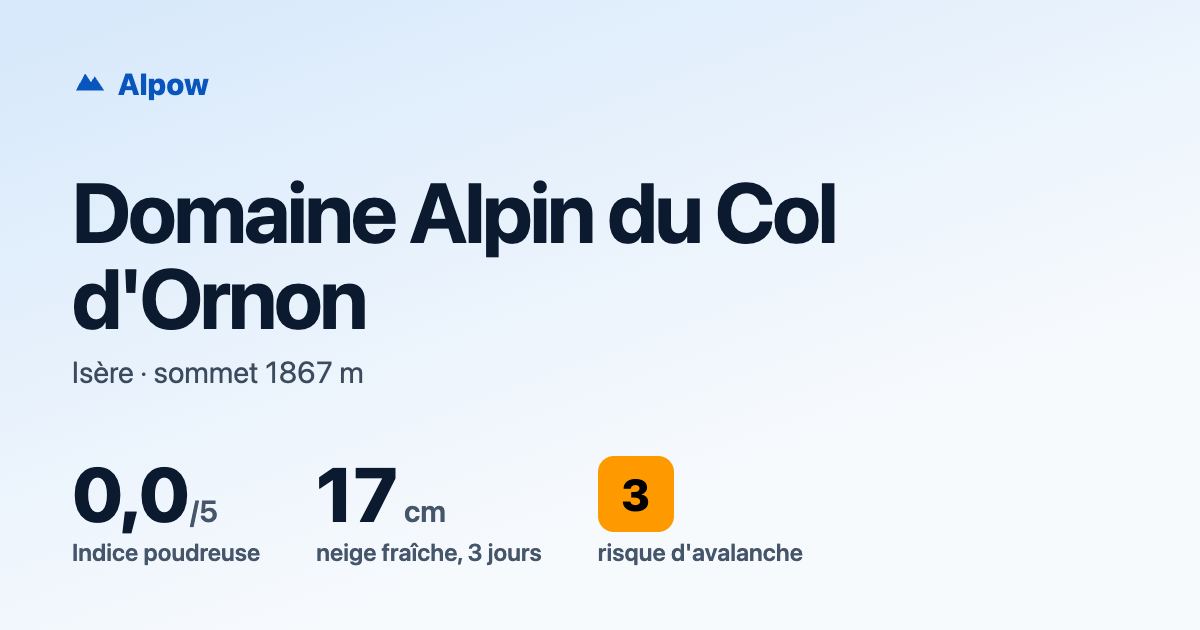 Alpow
Domaine Alpin du Col
d'Ornon
Isère · sommet 1867 m
0,0/5
Indice poudreuse
17 cm
neige fraîche, 3 jours
3
risque d'avalanche